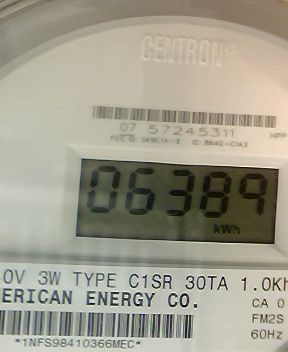 CENTRON®
07 57245311
06389
kWh
0V 3W TYPE C1SR 30TA 1.0Kh
ERICAN ENERGY CO.
CA 0
FM2S
60Hz
*1NFS98410366MEC*